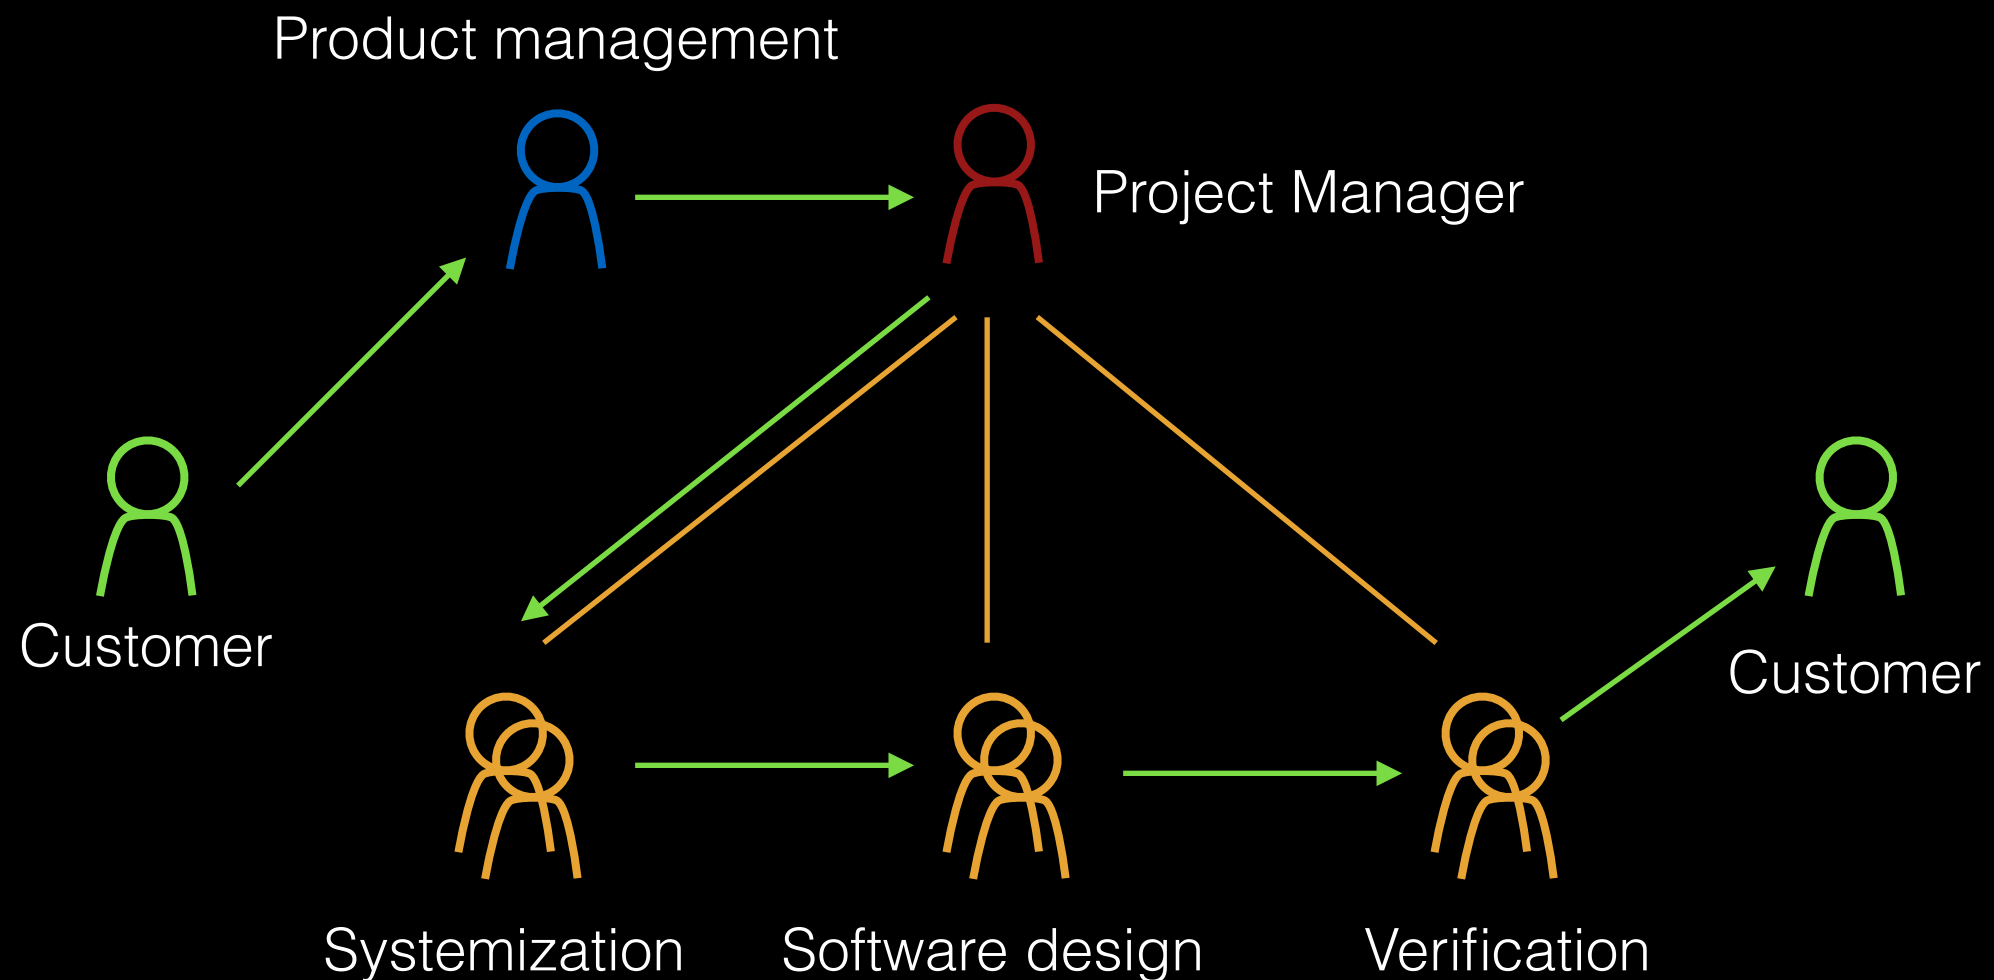 Product management
Project Manager
Customer
Customer
Systemization
Software design
Verification